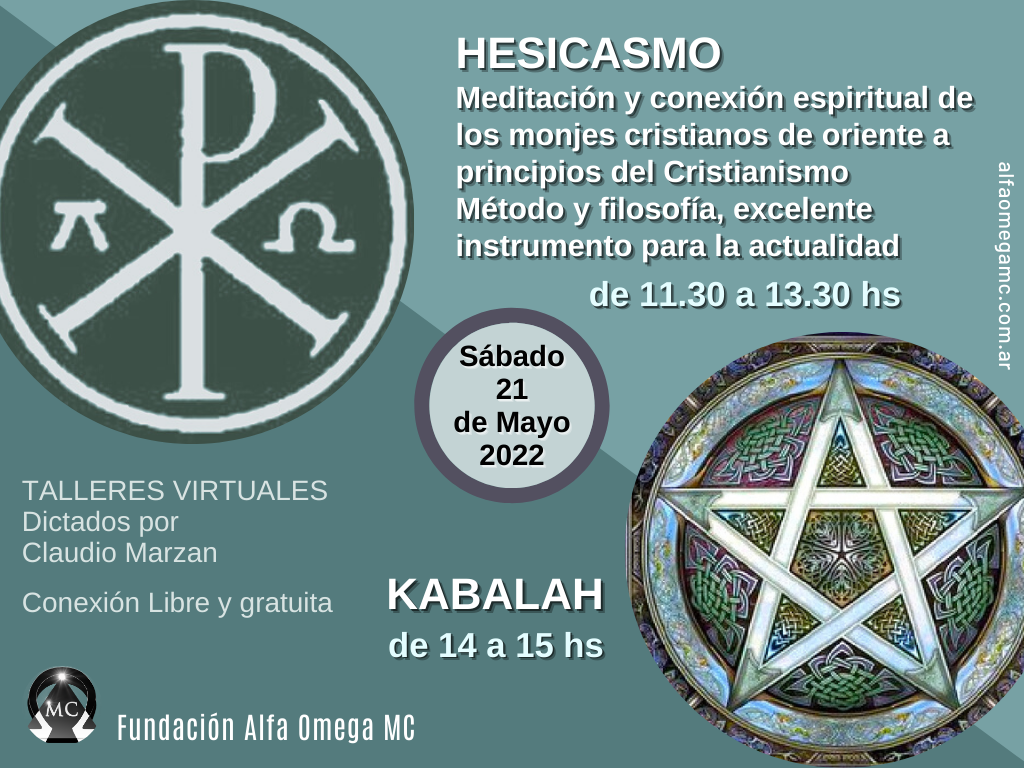 HESICASMO
Meditación y conexión espiritual de
los monjes cristianos de oriente a
principios del Cristianismo
Método y filosofía, excelente
instrumento para la actualidad
de 11.30 a 13.30 hs
alfaomegamc.com.ar
Α
Ω
Sábado
21
de Mayo
2022
TALLERES VIRTUALES
Dictados por
Claudio Marzan
Conexión Libre y gratuita
KABALAH
de 14 a 15 hs
MC
Fundación Alfa Omega MC